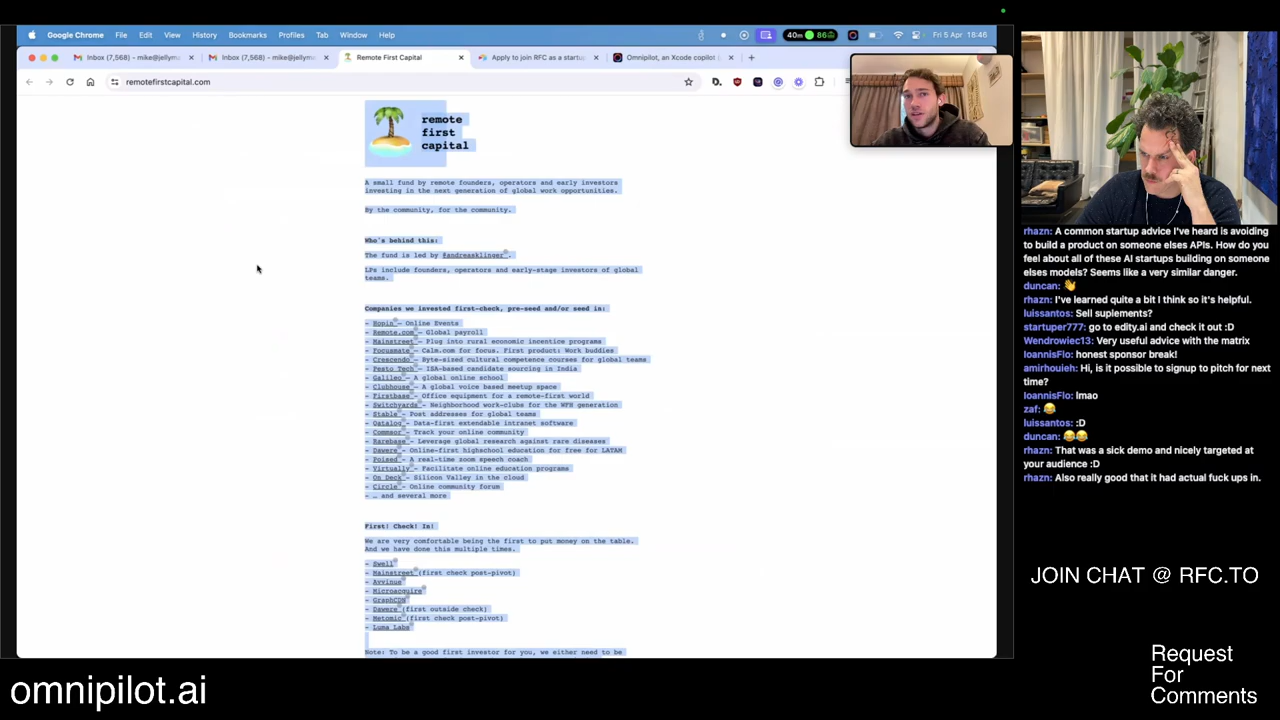 Google Chrome File Edit View History Bookmarks Profiles Tab Window Help 40m 86 Fri 5 Apr 18:46
Inbox (7,568) - mike@jellyma Inbox (7,568) - mike@jellyma Remote First Capital Apply to join RFC as a startup Omnipilot, an Xcode copilot
remotefirstcapital.com
remote
first
capital
A small fund by remote founders, operators and early investors
investing in the next generation of global work opportunities.
By the community, for the community.
Who's behind this:
The fund is led by @andreasklinger.
LPs include founders, operators and early-stage investors of global
teams.
Companies we invested first-check, pre-seed and/or seed in:
- Hopin – Online Events
- Remote.com – Global payroll
- Mainstreet – Plug into rural economic incentice programs
- Focusmate – Calm.com for focus. First product: Work buddies
- Crescendo – Byte-sized cultural competence courses for global teams
- Pesto Tech – ISA-based candidate sourcing in India
- Galileo – A global online school
- Clubhouse – A global voice based meetup space
- Firstbase – Office equipment for a remote-first world
- Switchyards – Neighborhood work-clubs for the WFH generation
- Stable – Post addresses for global teams
- Qatalog – Data-first extendable intranet software
- Commsor – Track your online community
- Rarebase – Leverage global research against rare diseases
- Dawere – Online-first highschool education for free for LATAM
- Poised – A real-time zoom speech coach
- Virtually – Facilitate online education programs
- On Deck – Silicon Valley in the cloud
- Circle – Online community forum
- … and several more
First! Check! In!
We are very comfortable being the first to put money on the table.
And we have done this multiple times.
- Swell
- Mainstreet (first check post-pivot)
- Avvinue
- Microacquire
- GraphCDN
- Dawere (first outside check)
- Metomic (first check post-pivot)
- Luma Labs
Note: To be a good first investor for you, we either need to be
rhazn: A common startup advice I've heard is avoiding
to build a product on someone elses APIs. How do you
feel about all of these AI startups building on someone
elses models? Seems like a very similar danger.
duncan: 👋
rhazn: I've learned quite a bit I think so it's helpful.
luissantos: Sell suplements?
startuper777: go to sedity.ai and check it out :D
Wendrowiec13: Very useful advice with the matrix
IoannisFlo: honest labour break!
amirhouieh: Hi, is it possible to signup to pitch for next
time?
IoannisFlo: lmao
zaf: 😂
luissantos: :D
duncan: 😂😂
rhazn: That was a sick demo and nicely targeted at
your audience :D
rhazn: Also really good that it had actual fuck ups in.
JOIN CHAT @ RFC.TO
omnipilot.ai
Request
For
Comments